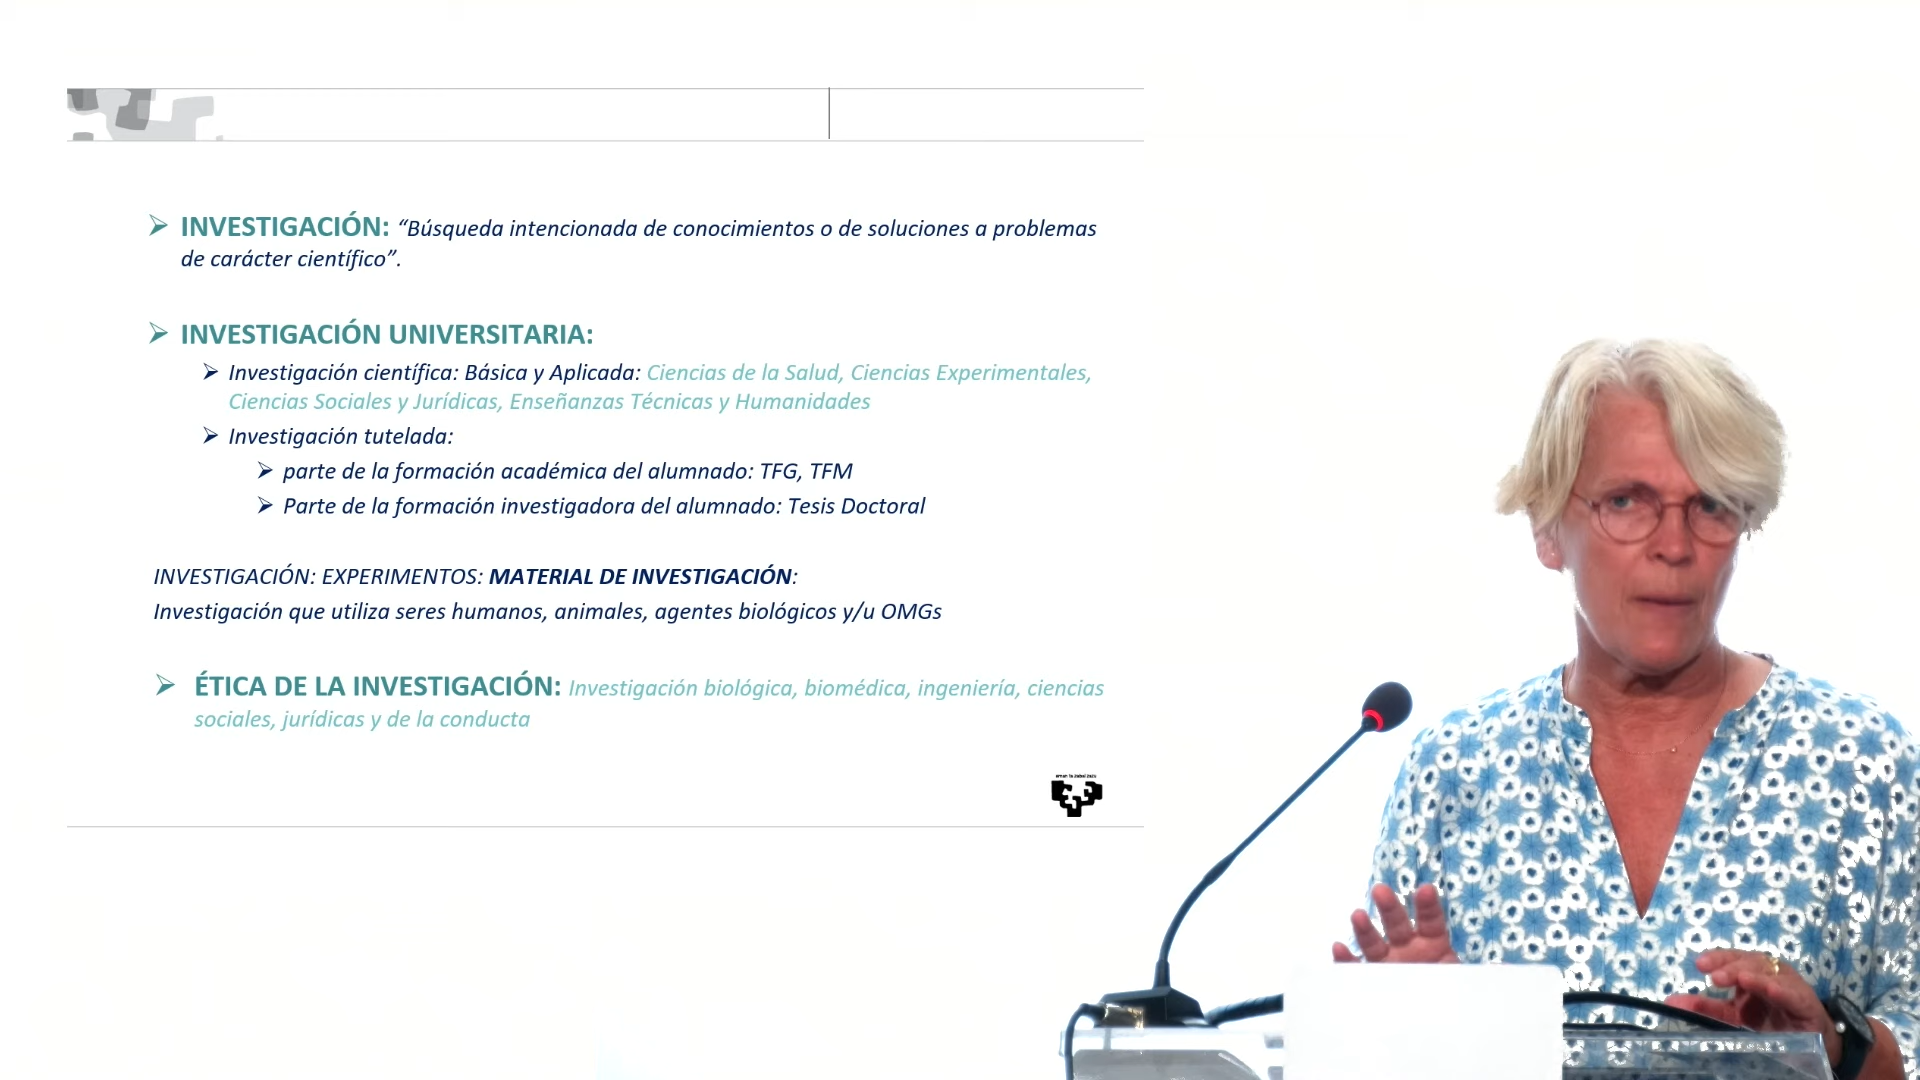 INVESTIGACIÓN: “Búsqueda intencionada de conocimientos o de soluciones a problemas
de carácter científico”.
INVESTIGACIÓN UNIVERSITARIA:
Investigación científica: Básica y Aplicada: Ciencias de la Salud, Ciencias Experimentales,
Ciencias Sociales y Jurídicas, Enseñanzas Técnicas y Humanidades
Investigación tutelada:
parte de la formación académica del alumnado: TFG, TFM
Parte de la formación investigadora del alumnado: Tesis Doctoral
INVESTIGACIÓN: EXPERIMENTOS: MATERIAL DE INVESTIGACIÓN:
Investigación que utiliza seres humanos, animales, agentes biológicos y/u OMGs
ÉTICA DE LA INVESTIGACIÓN: Investigación biológica, biomédica, ingeniería, ciencias
sociales, jurídicas y de la conducta
eman ta zabal zazu